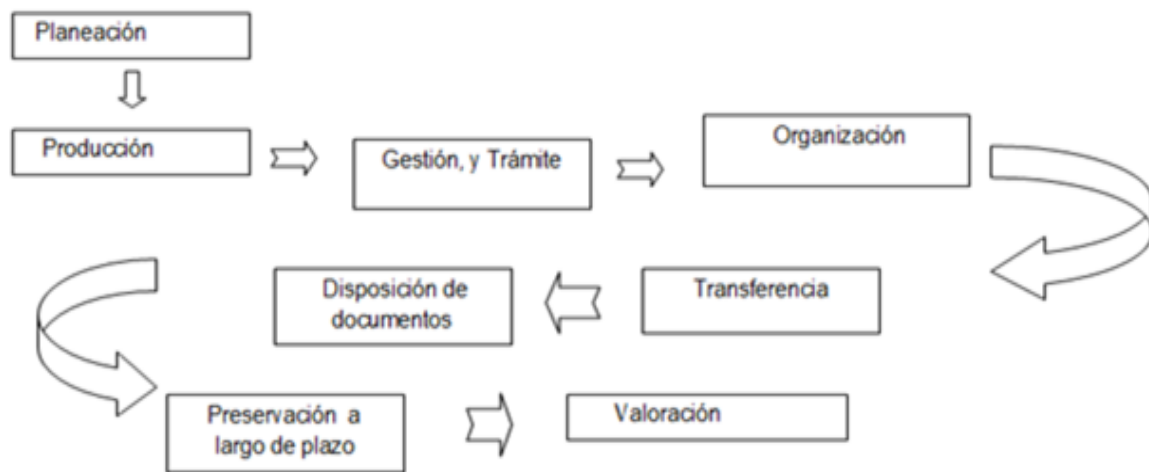 Planeación
Producción
Gestión, y Trámite
Organización
Transferencia
Disposición de
documentos
Preservación a
largo de plazo
Valoración